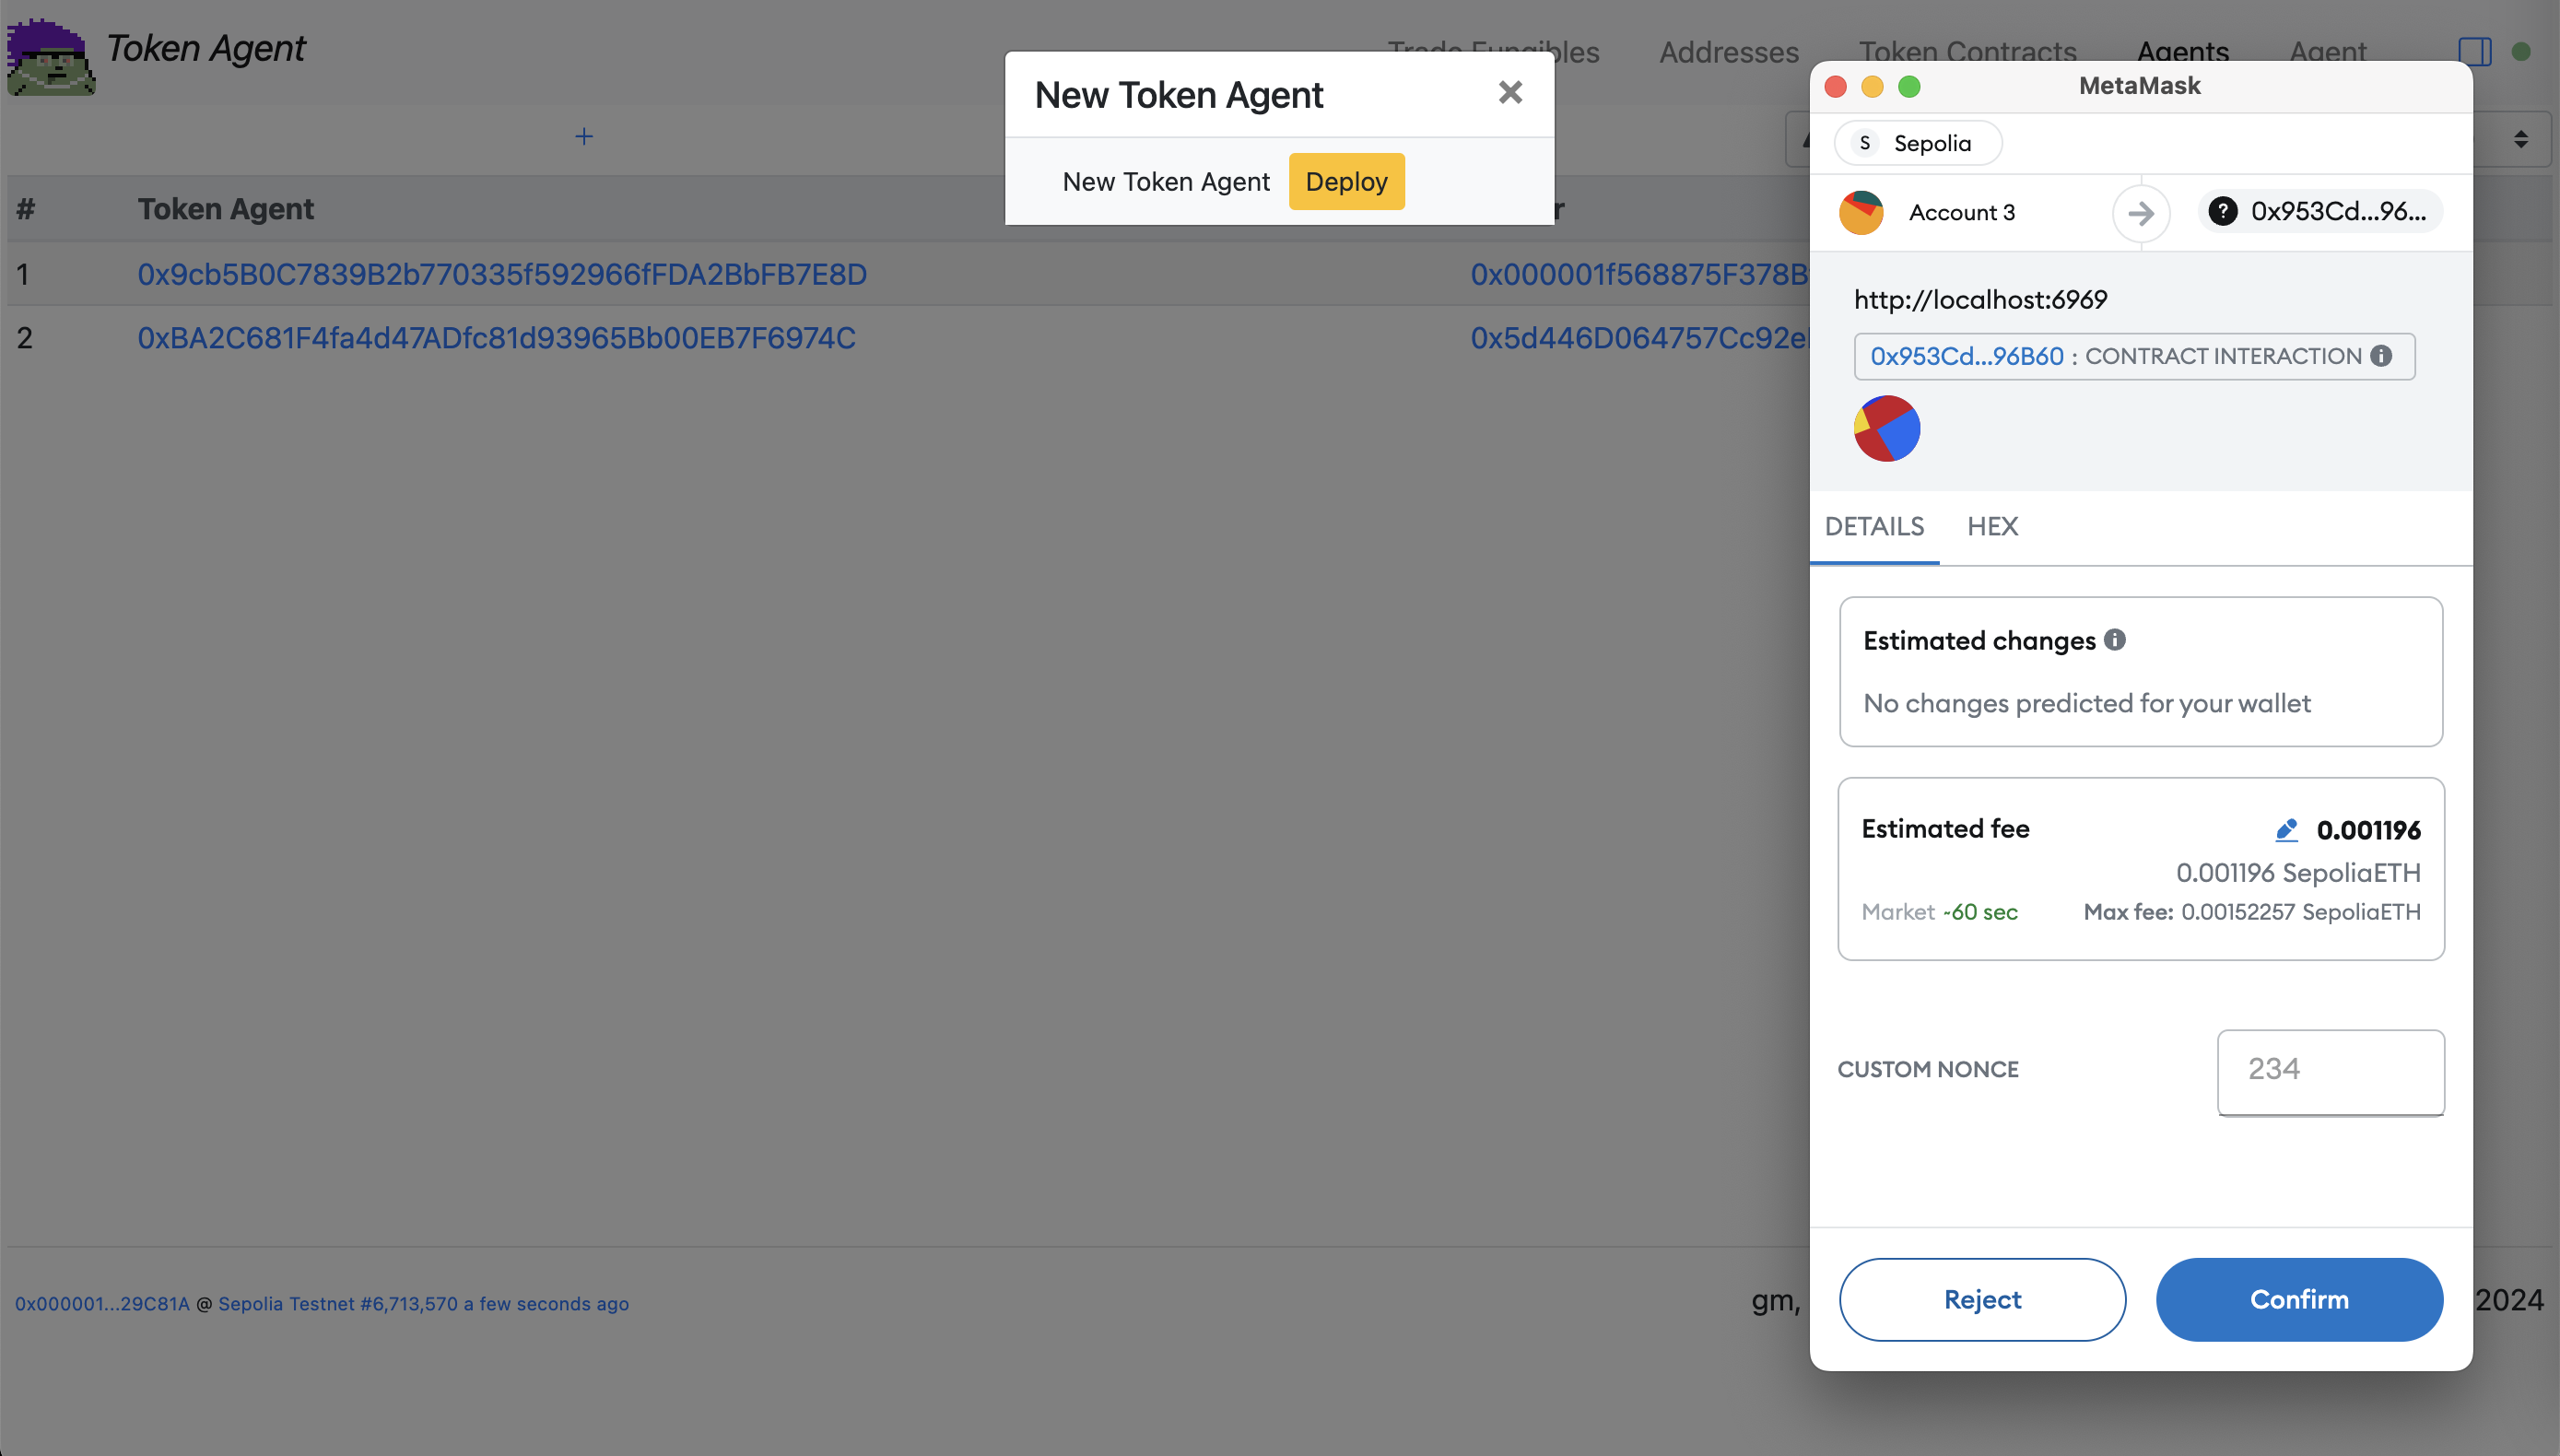 Token Agent
Trade Fungibles
Addresses
Token Contracts
Agents
Agent
New Token Agent
New Token Agent Deploy
# Token Agent
1 0x9cb5B0C7839B2b770335f592966fFDA2BbFB7E8D 0x000001f568875F378B
2 0xBA2C681F4fa4d47ADfc81d93965Bb00EB7F6974C 0x5d446D064757Cc92e
0x000001...29C81A @ Sepolia Testnet #6,713,570 a few seconds ago
gm,
2024
MetaMask
S Sepolia
Account 3
? 0x953Cd...96...
http://localhost:6969
0x953Cd...96B60 : CONTRACT INTERACTION
DETAILS HEX
Estimated changes
No changes predicted for your wallet
Estimated fee 0.001196
0.001196 SepoliaETH
Market ~60 sec Max fee: 0.00152257 SepoliaETH
CUSTOM NONCE 234
Reject Confirm